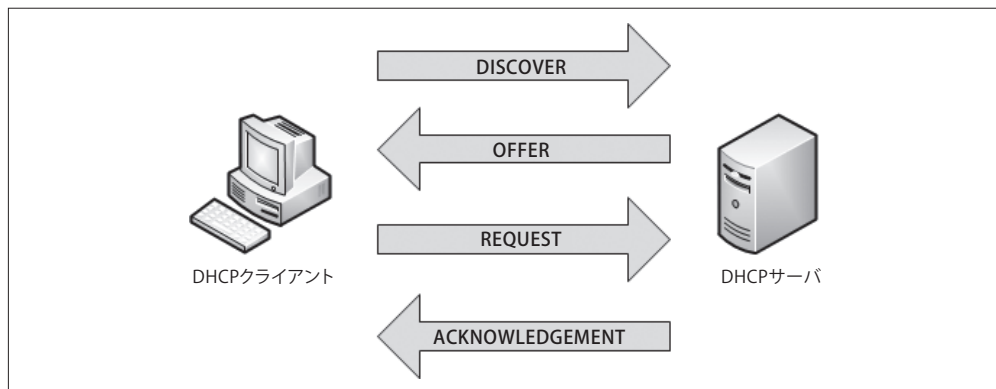 DISCOVER
OFFER
REQUEST
DHCPクライアント
DHCPサーバ
ACKNOWLEDGEMENT